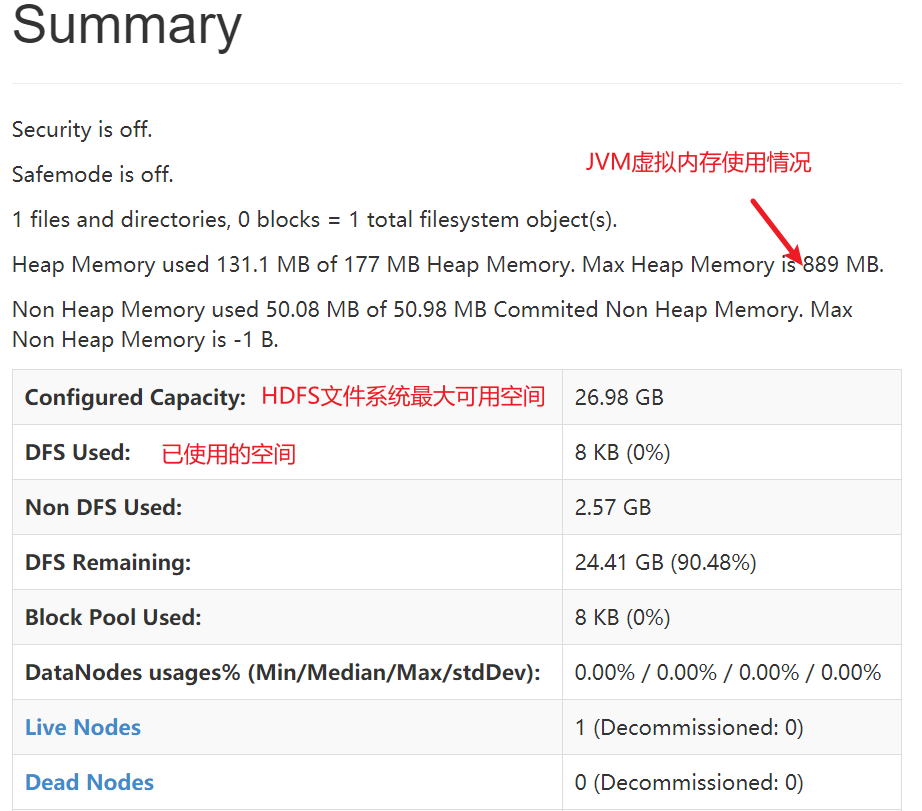 Summary
Security is off.
JVM虚拟内存使用情况
Safemode is off.
1 files and directories, 0 blocks = 1 total filesystem object(s).
Heap Memory used 131.1 MB of 177 MB Heap Memory. Max Heap Memory is 889 MB.
Non Heap Memory used 50.08 MB of 50.98 MB Commited Non Heap Memory. Max
Non Heap Memory is -1 B.
Configured Capacity: HDFS文件系统最大可用空间 26.98 GB
DFS Used: 已使用的空间 8 KB (0%)
Non DFS Used: 2.57 GB
DFS Remaining: 24.41 GB (90.48%)
Block Pool Used: 8 KB (0%)
DataNodes usages% (Min/Median/Max/stdDev): 0.00% / 0.00% / 0.00% / 0.00%
Live Nodes 1 (Decommissioned: 0)
Dead Nodes 0 (Decommissioned: 0)